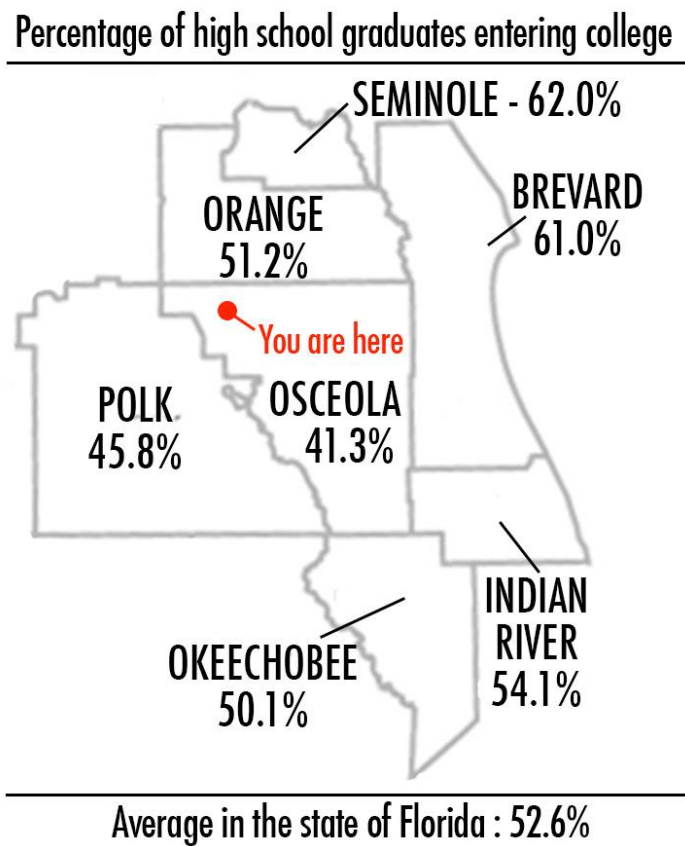 Percentage of high school graduates entering college
SEMINOLE - 62.0%
BREVARD
61.0%
ORANGE
51.2%
You are here
POLK
45.8%
OSCEOLA
41.3%
INDIAN
RIVER
54.1%
OKEECHOBEE
50.1%
Average in the state of Florida : 52.6%